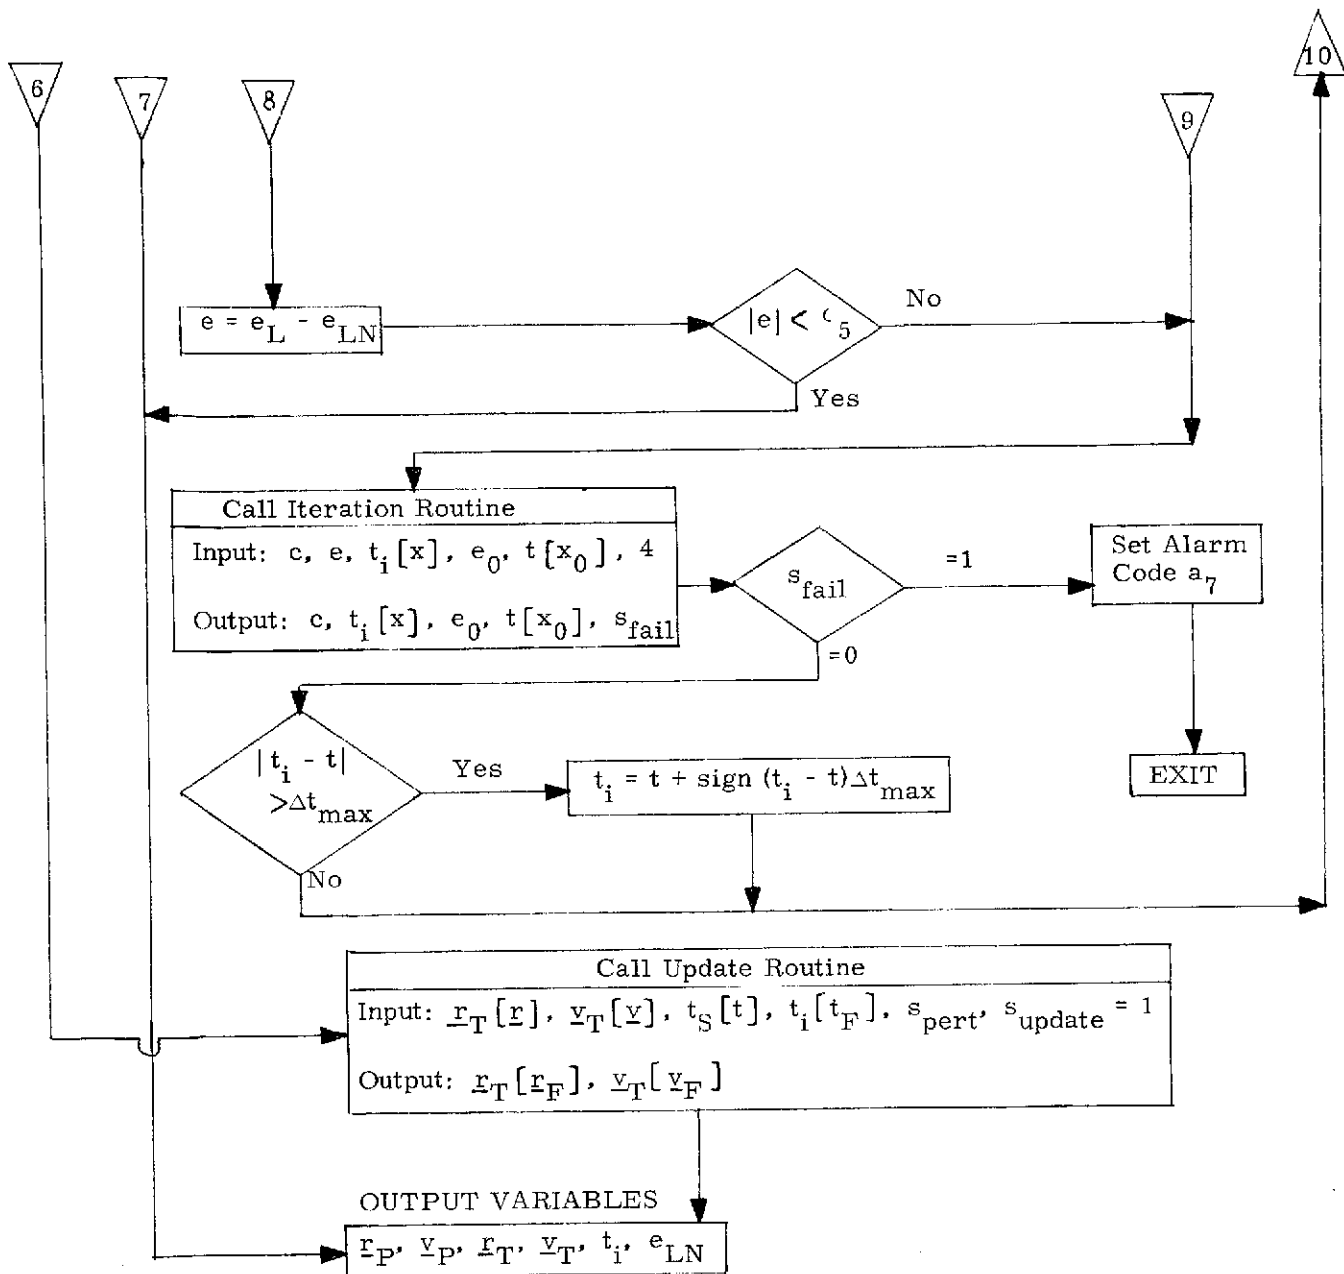 6
7
8
9
10
e = e_L - e_LN
|e| < ϵ_5
No
Yes
Call Iteration Routine
Input: c, e, t_i [x], e_0, t[x_0], 4
Output: c, t_i [x], e_0, t[x_0], s_fail
s_fail
=1
Set Alarm
Code a_7
=0
EXIT
|t_i - t|
>Δt_max
Yes
t_i = t + sign (t_i - t)Δt_max
No
Call Update Routine
Input: r_T [r], v_T [v], t_S [t], t_i [t_F], s_pert, s_update = 1
Output: r_T [r_F], v_T [v_F]
OUTPUT VARIABLES
r_P, v_P, r_T, v_T, t_i, e_LN